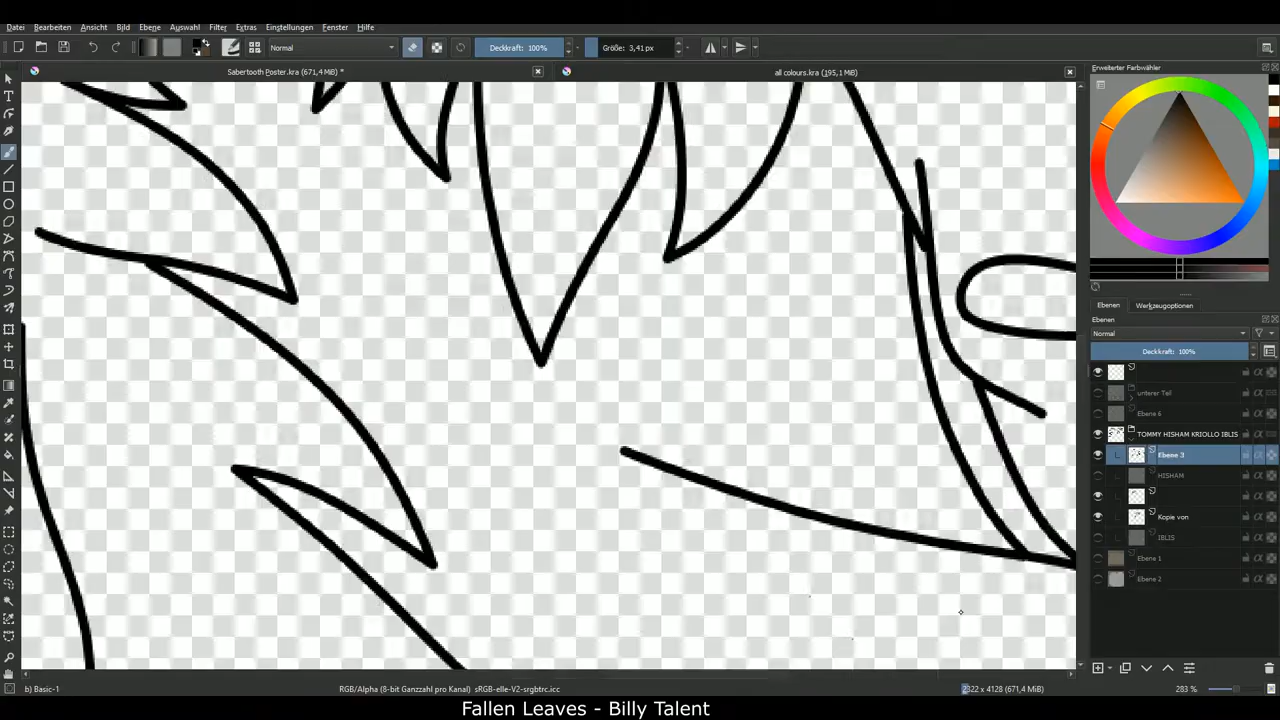 Datei Bearbeiten Ansicht Bild Ebene Auswahl Filter Extras Einstellungen Fenster Hilfe
Normal Deckkraft: 100% Größe: 3,41 px
Sabertooth Poster.kra (671,4 MiB) * all colours.kra (195,1 MiB)
Erweiterter Farbwähler
Ebenen Werkzeugoptionen
Ebenen
Normal
Deckkraft: 100%
unterer Teil
Ebene 6
TOMMY HISHAM KRIOLLO IBLIS
Ebene 3
HISHAM
Kopie von
IBLIS
Ebene 1
Ebene 2
b) Basic-1 RGB/Alpha (8-bit Ganzzahl pro Kanal) sRGB-elle-V2-srgbtrc.icc 2322 x 4128 (671,4 MiB) 283 %
Fallen Leaves - Billy Talent